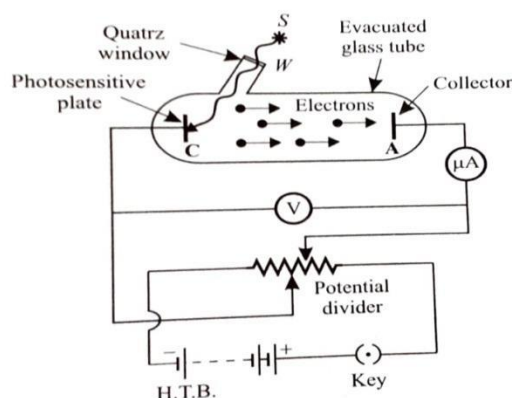 S
Quatrz
window
W
Evacuated
glass tube
Photosensitive
plate
Electrons
Collector
C
A
μA
V
Potential
divider
− +
H.T.B.
Key